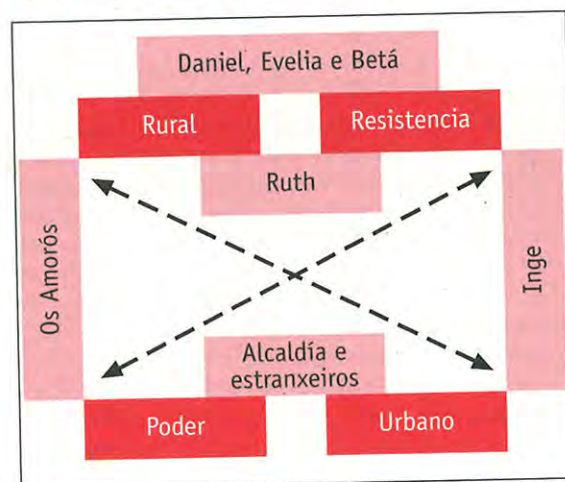 Daniel, Evelia e Betá
Rural
Resistencia
Ruth
Os Amorós
Inge
Alcaldía e
estranxeiros
Poder
Urbano